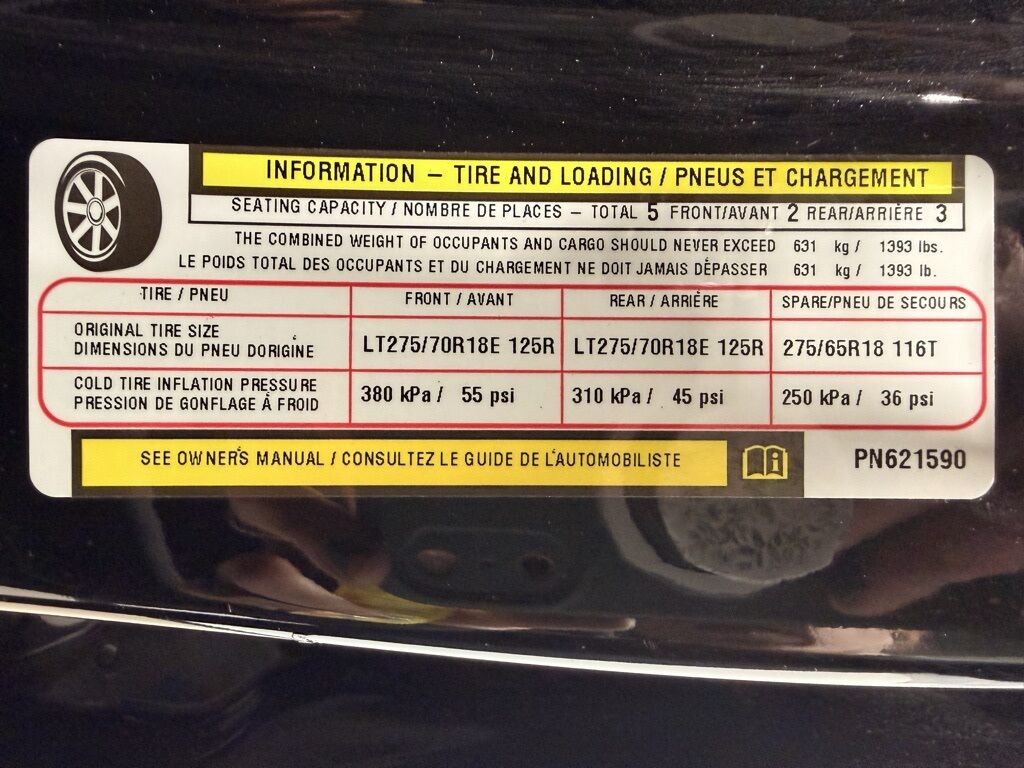 INFORMATION – TIRE AND LOADING / PNEUS ET CHARGEMENT
SEATING CAPACITY / NOMBRE DE PLACES – TOTAL 5 FRONT/AVANT 2 REAR/ARRIÈRE 3
THE COMBINED WEIGHT OF OCCUPANTS AND CARGO SHOULD NEVER EXCEED 631 kg / 1393 lbs.
LE POIDS TOTAL DES OCCUPANTS ET DU CHARGEMENT NE DOIT JAMAIS DÉPASSER 631 kg / 1393 lb.
TIRE / PNEU FRONT / AVANT REAR / ARRIÈRE SPARE/PNEU DE SECOURS
ORIGINAL TIRE SIZE
DIMENSIONS DU PNEU DORIGINE LT275/70R18E 125R LT275/70R18E 125R 275/65R18 116T
COLD TIRE INFLATION PRESSURE
PRESSION DE GONFLAGE À FROID 380 kPa / 55 psi 310 kPa / 45 psi 250 kPa / 36 psi
SEE OWNER'S MANUAL / CONSULTEZ LE GUIDE DE L'AUTOMOBILISTE
PN621590